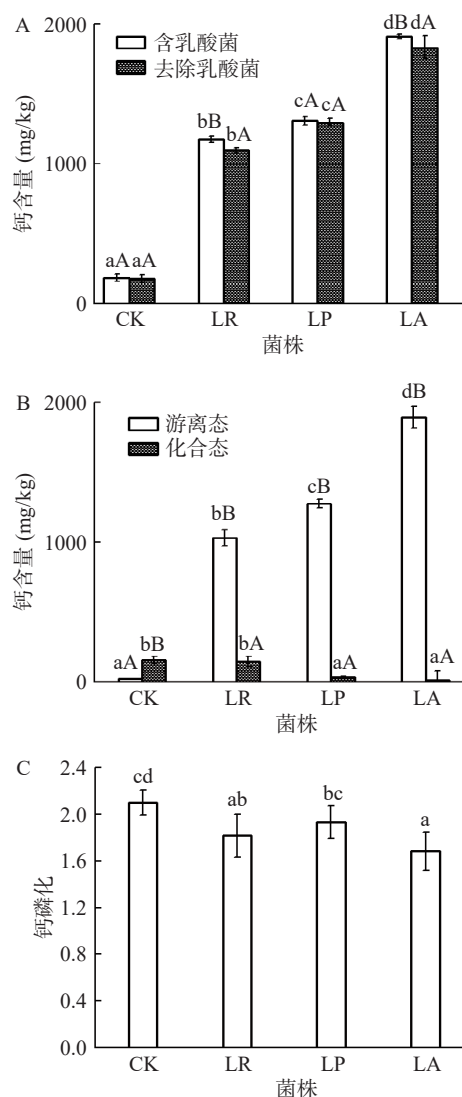 A
2000
1000
0
钙含量 (mg/kg)
含乳酸菌
去除乳酸菌
aA aA
bB bA
cA cA
dB dA
CK LR LP LA
菌株
B
2000
1000
0
钙含量 (mg/kg)
游离态
化合态
aA bB
bB bA
cB aA
dB aA
CK LR LP LA
菌株
C
2.4
2.0
1.6
1.2
0.8
0.4
0.0
钙磷化
cd ab bc a
CK LR LP LA
菌株